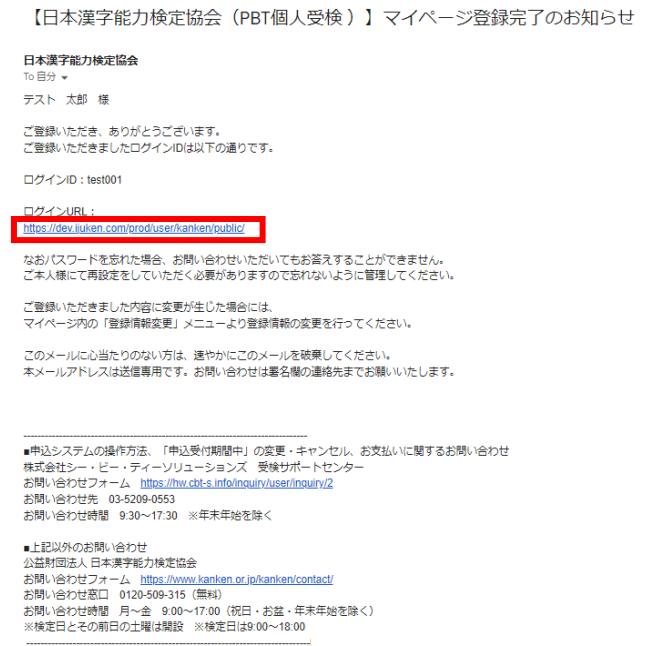 【日本漢字能力検定協会（PBT個人受検 ）】マイページ登録完了のお知らせ
日本漢字能力検定協会
To 自分
テスト　太郎　様
ご登録いただき、ありがとうございます。
ご登録いただきましたログインIDは以下の通りです。
ログインID：test001
ログインURL：
https://dev.ijuken.com/prod/user/kanken/public/
なおパスワードを忘れた場合、お問い合わせいただいてもお答えすることができません。
ご本人様にて再設定をしていただく必要がありますので忘れないように管理してください。
ご登録いただきました内容に変更が生じた場合には、
マイページ内の「登録情報変更」メニューより登録情報の変更を行ってください。
このメールに心当たりのない方は、速やかにこのメールを破棄してください。
本メールアドレスは送信専用です。お問い合わせは署名欄の連絡先までお願いいたします。
--------------------------------------------------------------------------------
■申込システムの操作方法、「申込受付期間中」の変更・キャンセル、お支払いに関するお問い合わせ
株式会社シー・ビー・ティーソリューションズ　受検サポートセンター
お問い合わせフォーム　https://hw.cbt-s.info/inquiry/user/inquiry/2
お問い合わせ先　03-5209-0553
お問い合わせ時間　9:30～17:30　※年末年始を除く
■上記以外のお問い合わせ
公益財団法人 日本漢字能力検定協会
お問い合わせフォーム　https://www.kanken.or.jp/kanken/contact/
お問い合わせ窓口　0120-509-315（無料）
お問い合わせ時間　月～金　9:00～17:00（祝日・お盆・年末年始を除く）
※検定日とその前日の土曜は開設　※検定日は9:00～18:00
--------------------------------------------------------------------------------